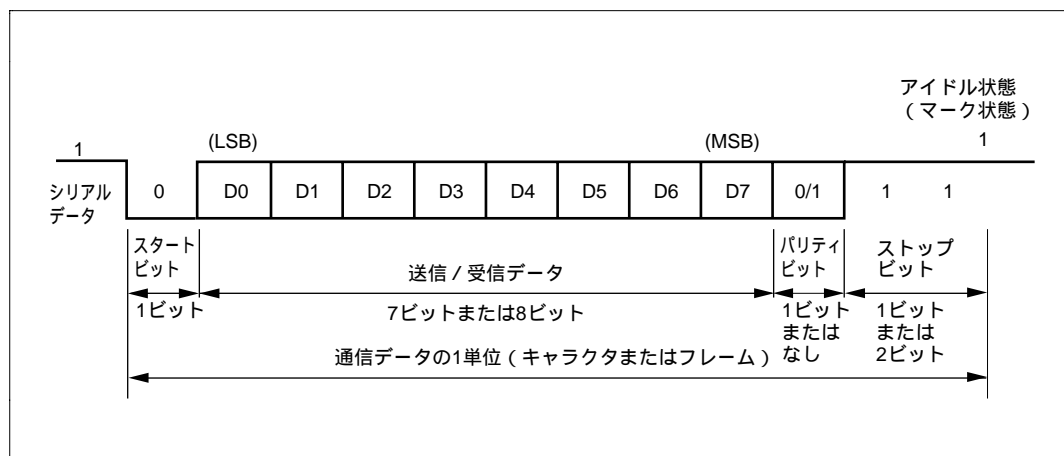 アイドル状態
（マーク状態）
1 (LSB) (MSB) 1
シリアル
データ
0 D0 D1 D2 D3 D4 D5 D6 D7 0/1 1 1
スタート
ビット
送信／受信データ
パリティ
ビット
ストップ
ビット
1ビット
7ビットまたは8ビット
1ビット
または
なし
1ビット
または
2ビット
通信データの1単位（キャラクタまたはフレーム）